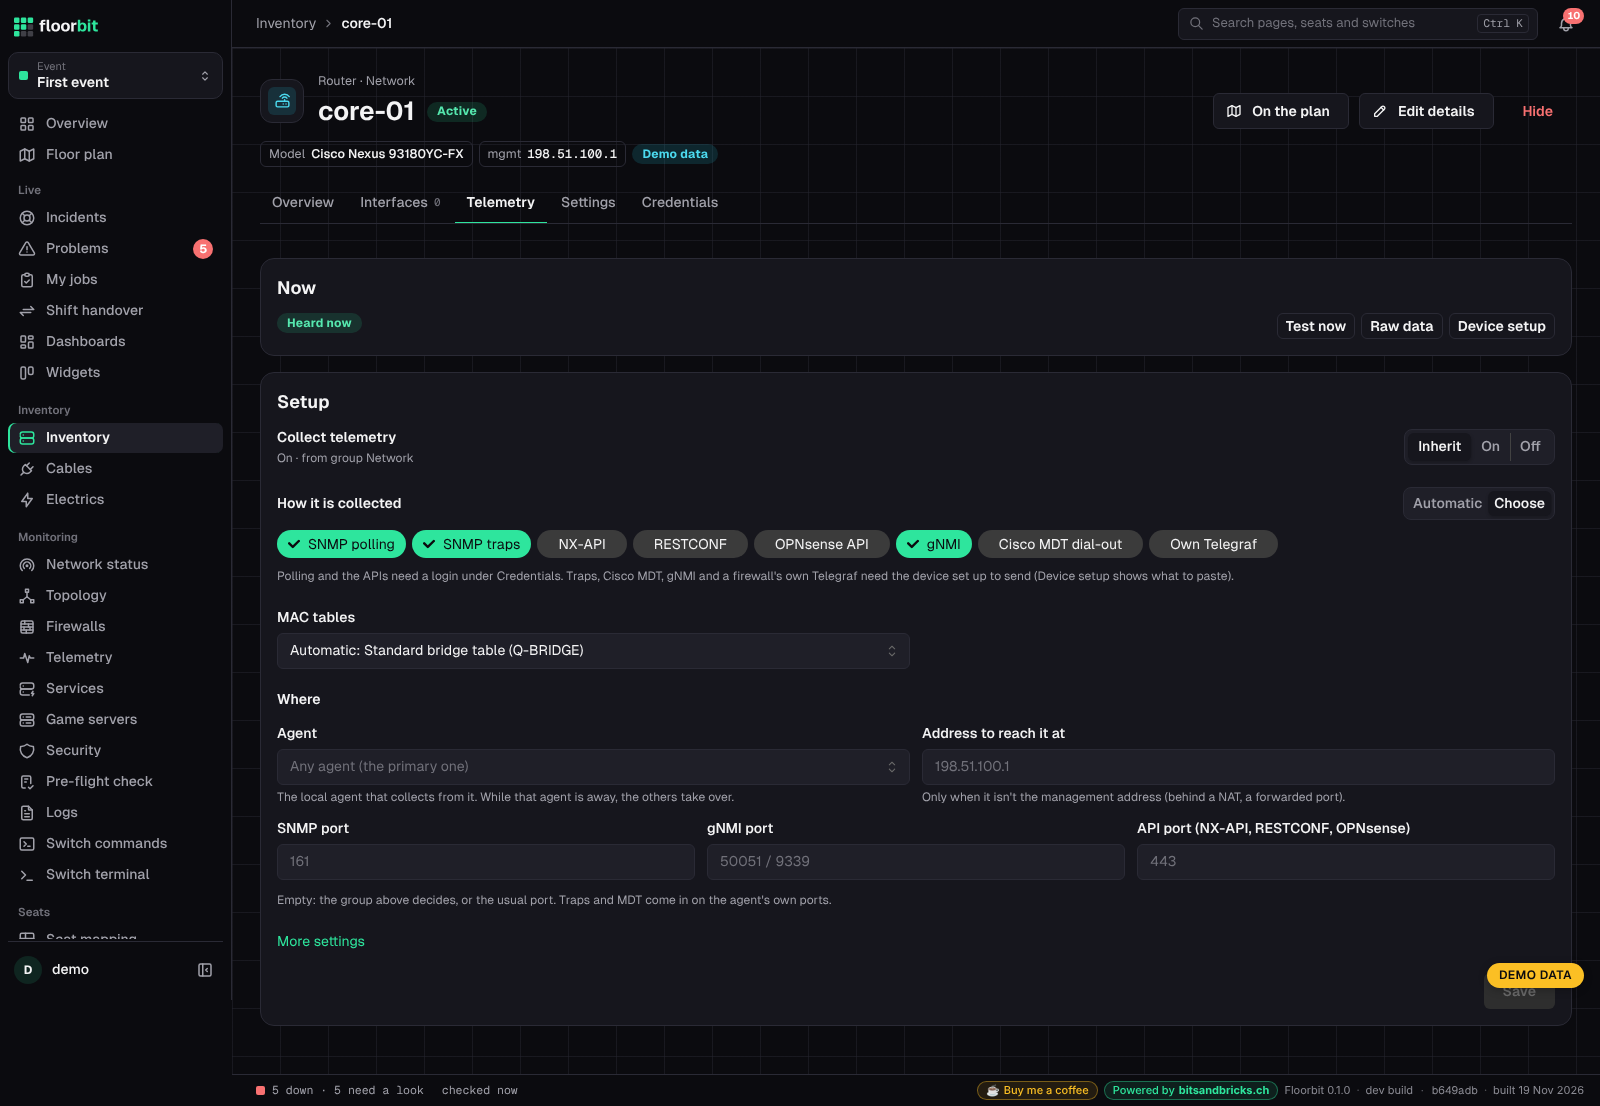 floorbit
Event
First event
Overview
Floor plan
Live
Incidents
Problems 5
My jobs
Shift handover
Dashboards
Widgets
Inventory
Inventory
Cables
Electrics
Monitoring
Network status
Topology
Firewalls
Telemetry
Services
Game servers
Security
Pre-flight check
Logs
Switch commands
Switch terminal
Seats
Seat mapping
D demo
Inventory > core-01
Search pages, seats and switches Ctrl K
10
Router · Network
core-01 Active
On the plan Edit details Hide
Model Cisco Nexus 93180YC-FX mgmt 198.51.100.1 Demo data
Overview Interfaces 0 Telemetry Settings Credentials
Now
Heard now
Test now Raw data Device setup
Setup
Collect telemetry
On · from group Network
Inherit On Off
How it is collected
Automatic Choose
SNMP polling SNMP traps NX-API RESTCONF OPNsense API gNMI Cisco MDT dial-out Own Telegraf
Polling and the APIs need a login under Credentials. Traps, Cisco MDT, gNMI and a firewall's own Telegraf need the device set up to send (Device setup shows what to paste).
MAC tables
Automatic: Standard bridge table (Q-BRIDGE)
Where
Agent Address to reach it at
Any agent (the primary one) 198.51.100.1
The local agent that collects from it. While that agent is away, the others take over. Only when it isn't the management address (behind a NAT, a forwarded port).
SNMP port gNMI port API port (NX-API, RESTCONF, OPNsense)
161 50051 / 9339 443
Empty: the group above decides, or the usual port. Traps and MDT come in on the agent's own ports.
More settings
DEMO DATA
Save
5 down · 5 need a look checked now
Buy me a coffee Powered by bitsandbricks.ch Floorbit 0.1.0 · dev build · b649adb · built 19 Nov 2026